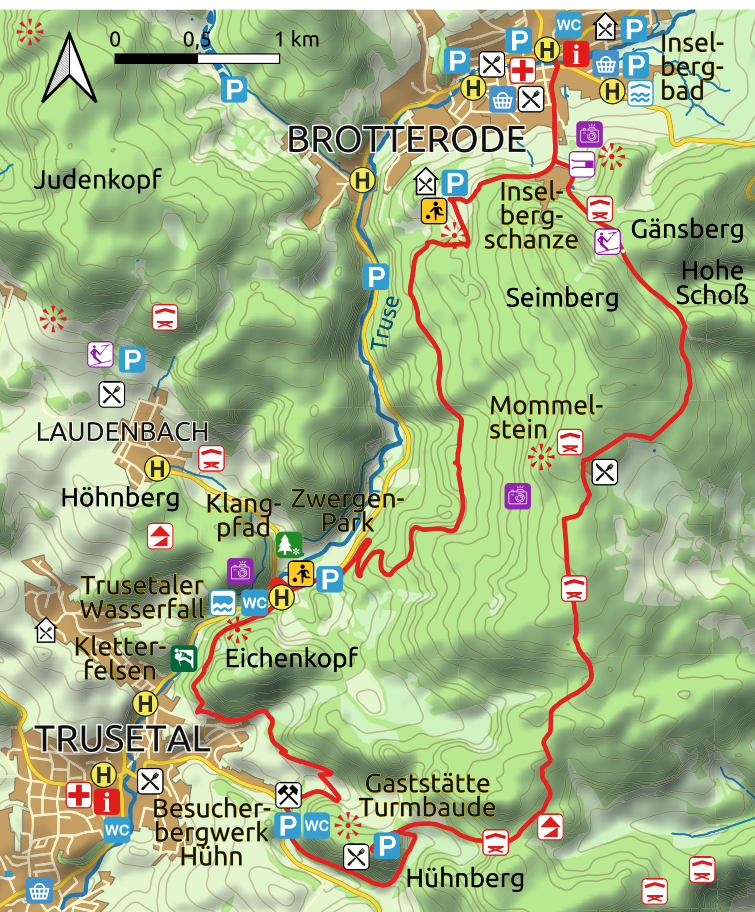 0 0,5 1 km
WC
P
P
P
P
P
H
i
Insel-
berg-
bad
H
H
P
BROTTERODE
Judenkopf
H
P
Insel-
berg-
schanze
Gänsberg
Hohe
Schoß
P
Seimberg
Truse
P
Mommel-
stein
LAUDENBACH
H
Höhnberg
Klang-
pfad
Zwergen-
Park
P
Trusetaler
Wasserfall
WC
H
Kletter-
felsen
Eichenkopf
H
TRUSETAL
H
i
WC
Besucher-
bergwerk
Hühn
P
WC
Gaststätte
Turmbaude
P
Hühnberg